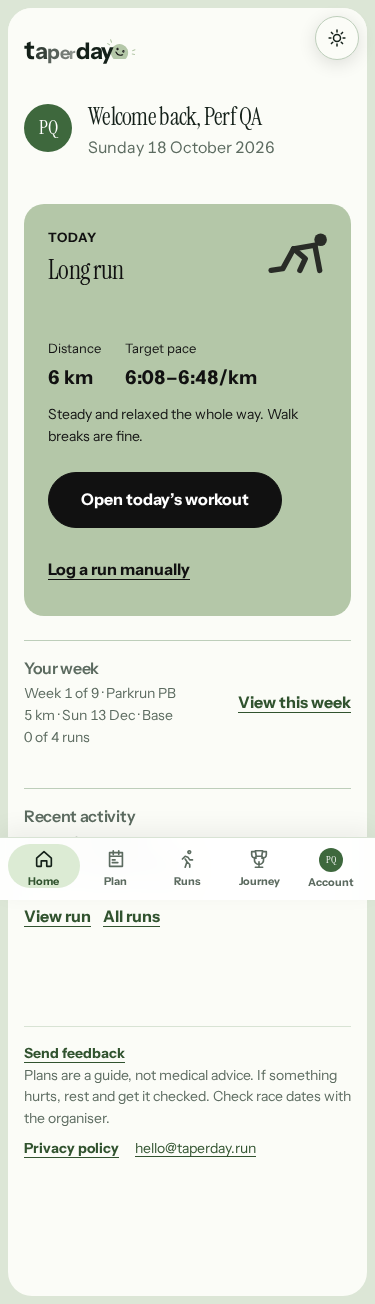 taperday
PQ
Welcome back, Perf QA
Sunday 18 October 2026
TODAY
Long run
Distance
Target pace
6 km
6:08–6:48/km
Steady and relaxed the whole way. Walk
breaks are fine.
Open today’s workout
Log a run manually
Your week
Week 1 of 9 · Parkrun PB
5 km · Sun 13 Dec · Base
0 of 4 runs
View this week
Recent activity
PQ
Home
Plan
Runs
Journey
Account
View run
All runs
Send feedback
Plans are a guide, not medical advice. If something
hurts, rest and get it checked. Check race dates with
the organiser.
Privacy policy
hello@taperday.run